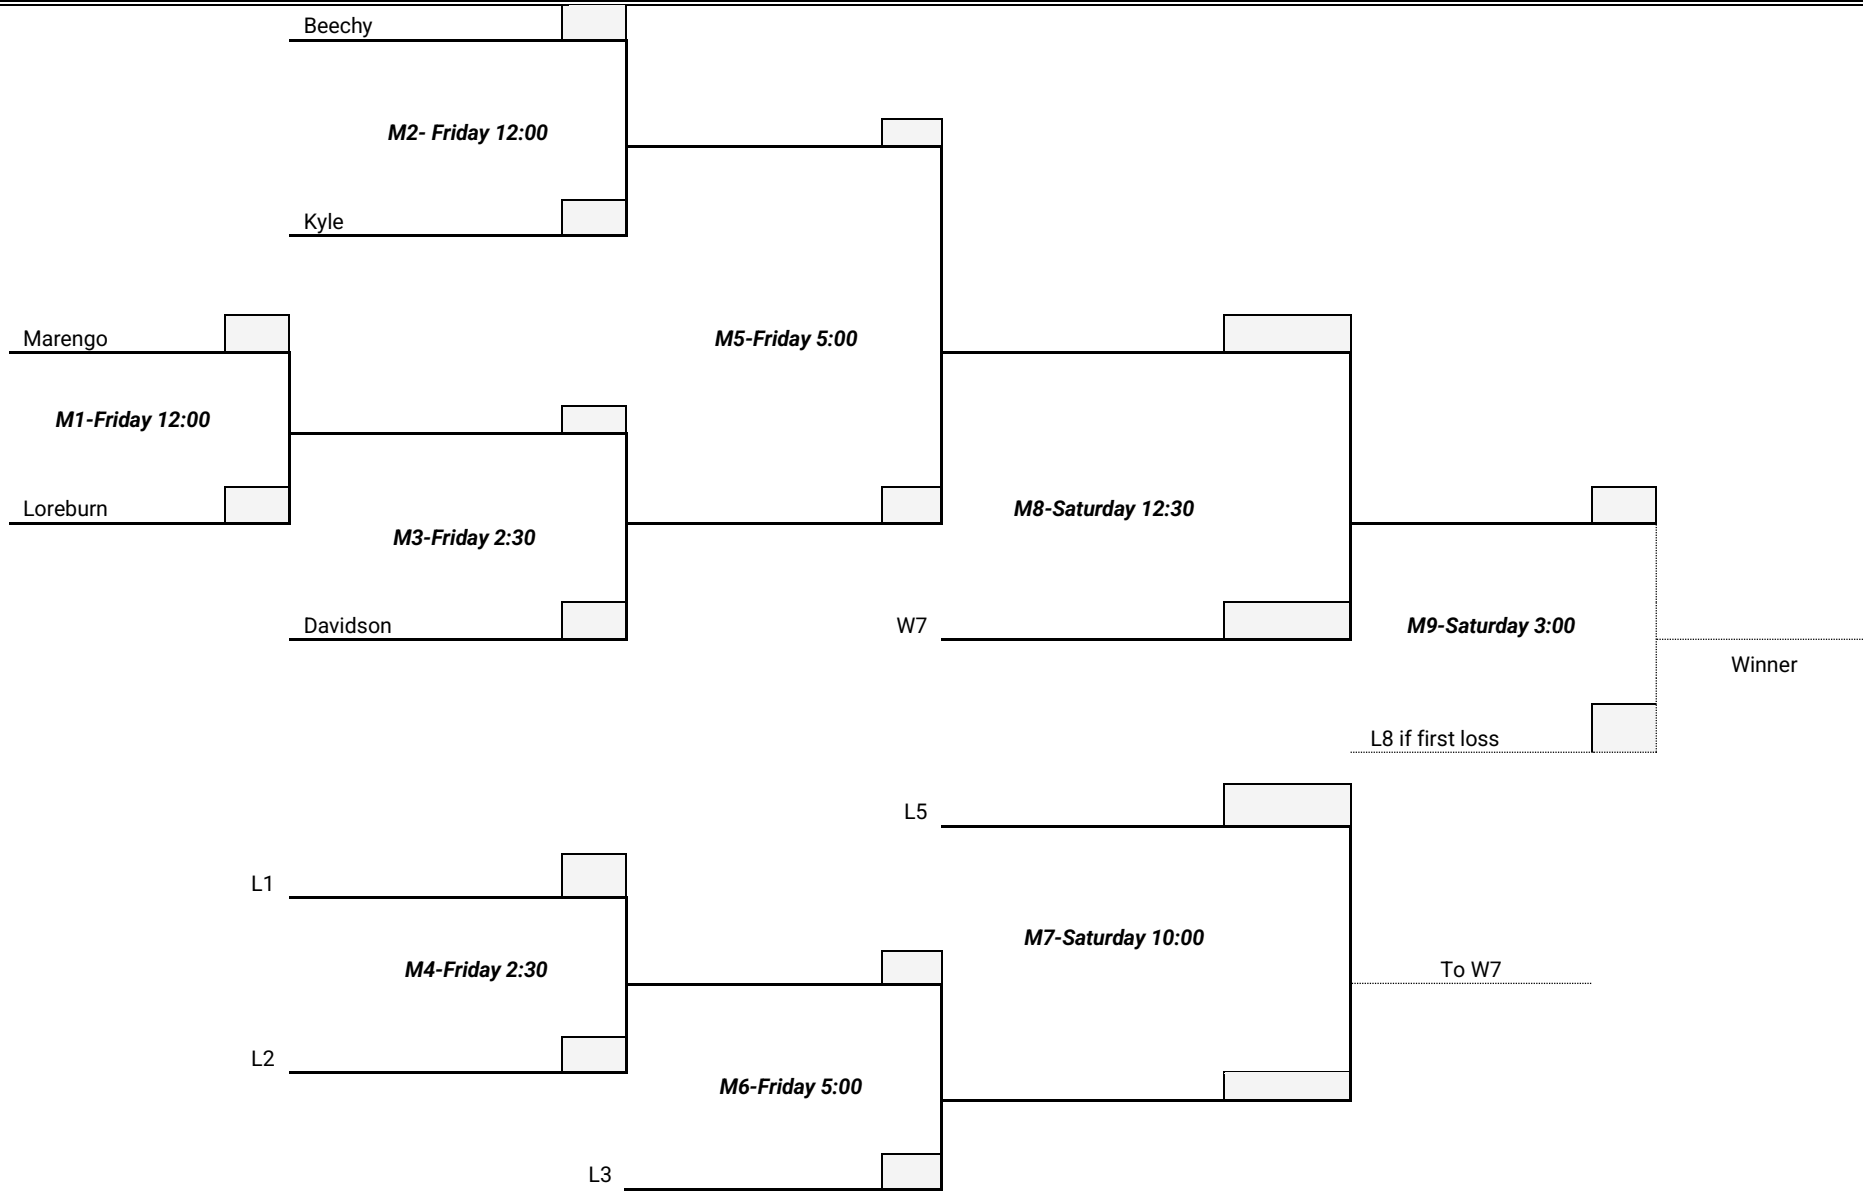 Beechy
M2- Friday 12:00
Kyle
Marengo
M5-Friday 5:00
M1-Friday 12:00
Loreburn
M8-Saturday 12:30
M3-Friday 2:30
Davidson
W7
M9-Saturday 3:00
Winner
L8 if first loss
L5
L1
M7-Saturday 10:00
M4-Friday 2:30
To W7
L2
M6-Friday 5:00
L3